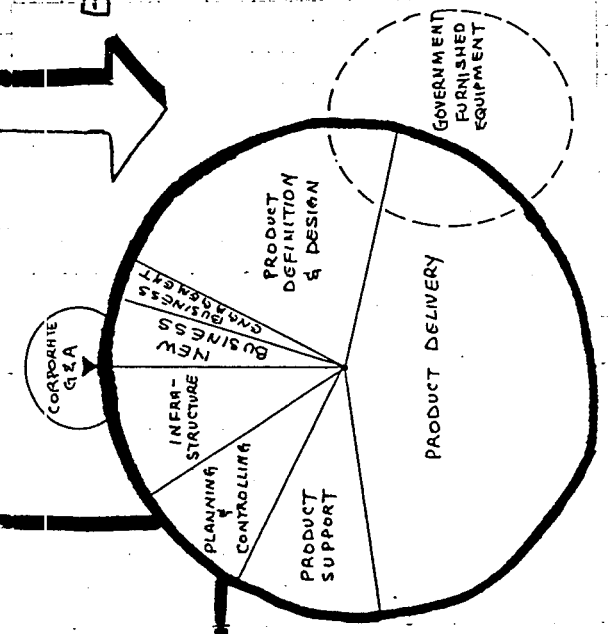 GOVERNMENT
FURNISHED
EQUIPMENT
PRODUCT
DEFINITION
& DESIGN
BUSINESS
ENGAGEMENT
NEW
BUSINESS
CORPORATE
G&A
INFRA-
STRUCTURE
PLANNING
&
CONTROLLING
PRODUCT
SUPPORT
PRODUCT DELIVERY